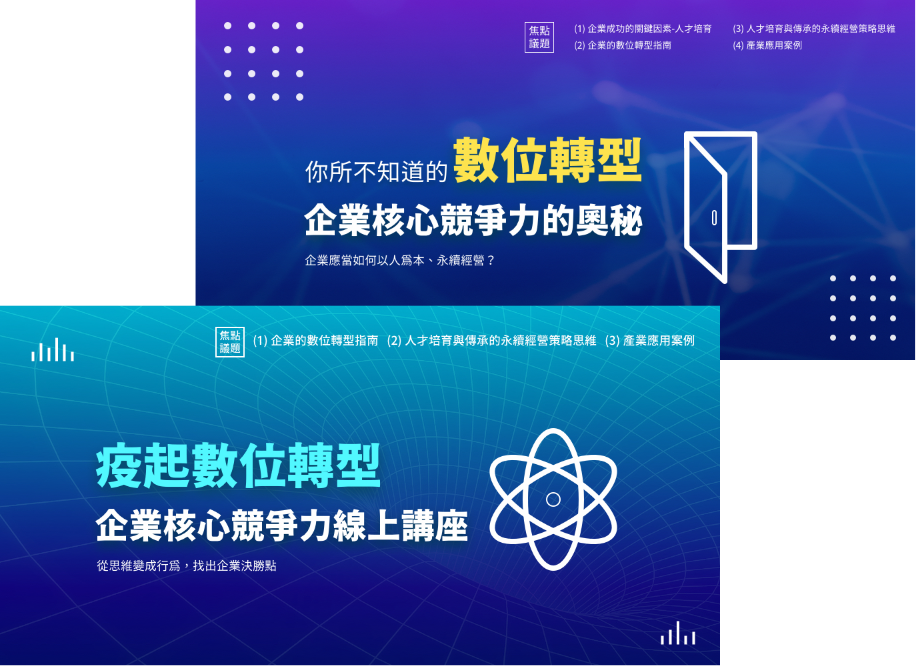 焦點
議題
(1) 企業成功的關鍵因素-人才培育
(2) 企業的數位轉型指南
(3) 人才培育與傳承的永續經營策略思維
(4) 產業應用案例
你所不知道的數位轉型
企業核心競爭力的奧秘
企業應當如何以人為本、永續經營？
焦點
議題
(1) 企業的數位轉型指南 (2) 人才培育與傳承的永續經營策略思維 (3) 產業應用案例
疫起數位轉型
企業核心競爭力線上講座
從思維變成行為，找出企業決勝點